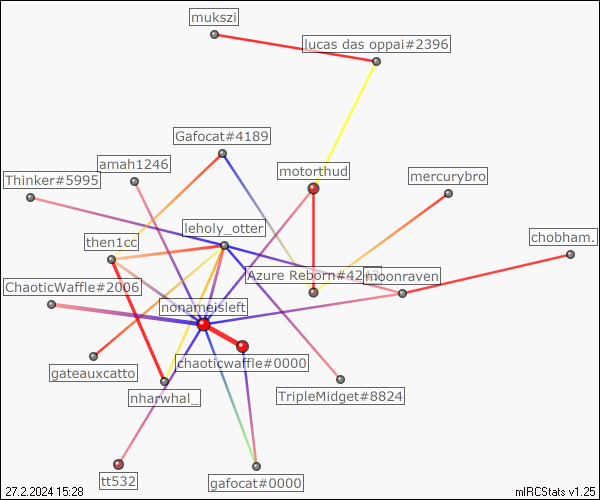 mukszi
lucas das oppai#2396
Gafocat#4189
amah1246
motorthud
mercurybro
Thinker#5995
leholy_otter
then1cc
chobham.
Azure Reborn#42
moonraven
ChaoticWaffle#2006
nonameisleft
chaoticwaffle#0000
gateauxcatto
nharwhal_
TripleMidget#8824
tt532
gafocat#0000
27.2.2024 15:28
mIRCStats v1.25